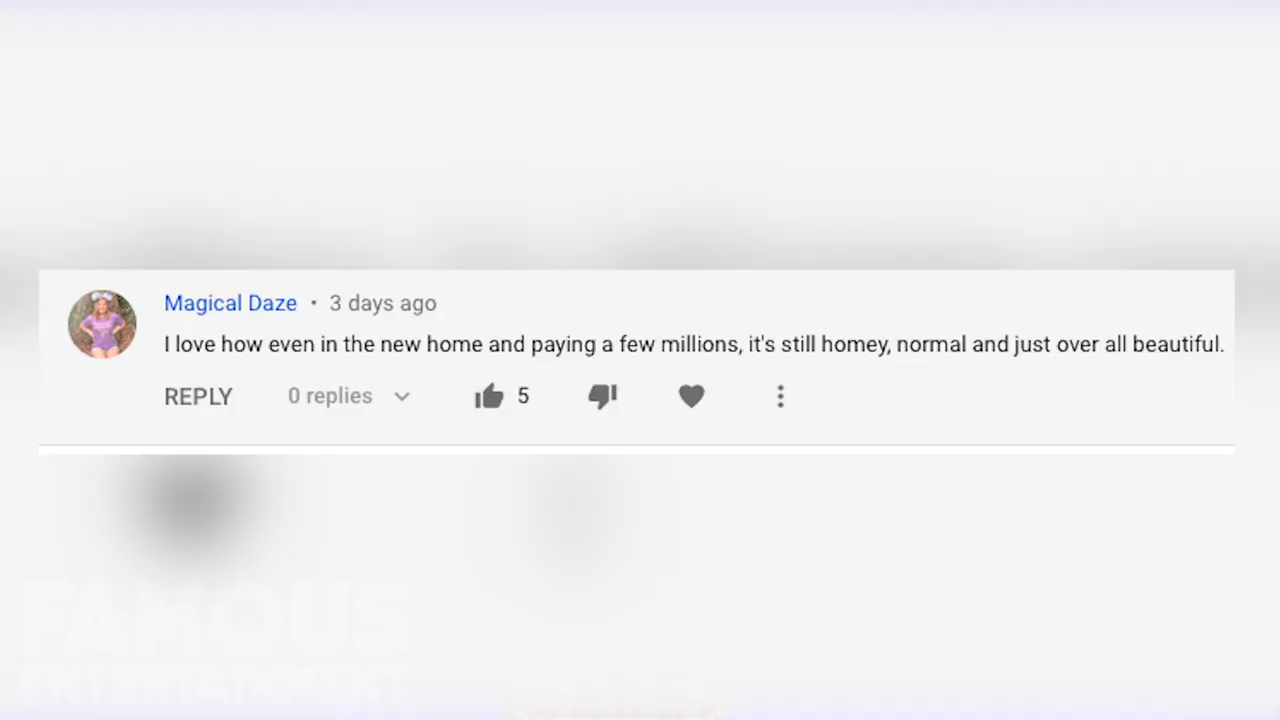 Magical Daze • 3 days ago
I love how even in the new home and paying a few millions, it's still homey, normal and just over all beautiful.
REPLY 0 replies 5
FAMOUS
ENTERTAINMENT